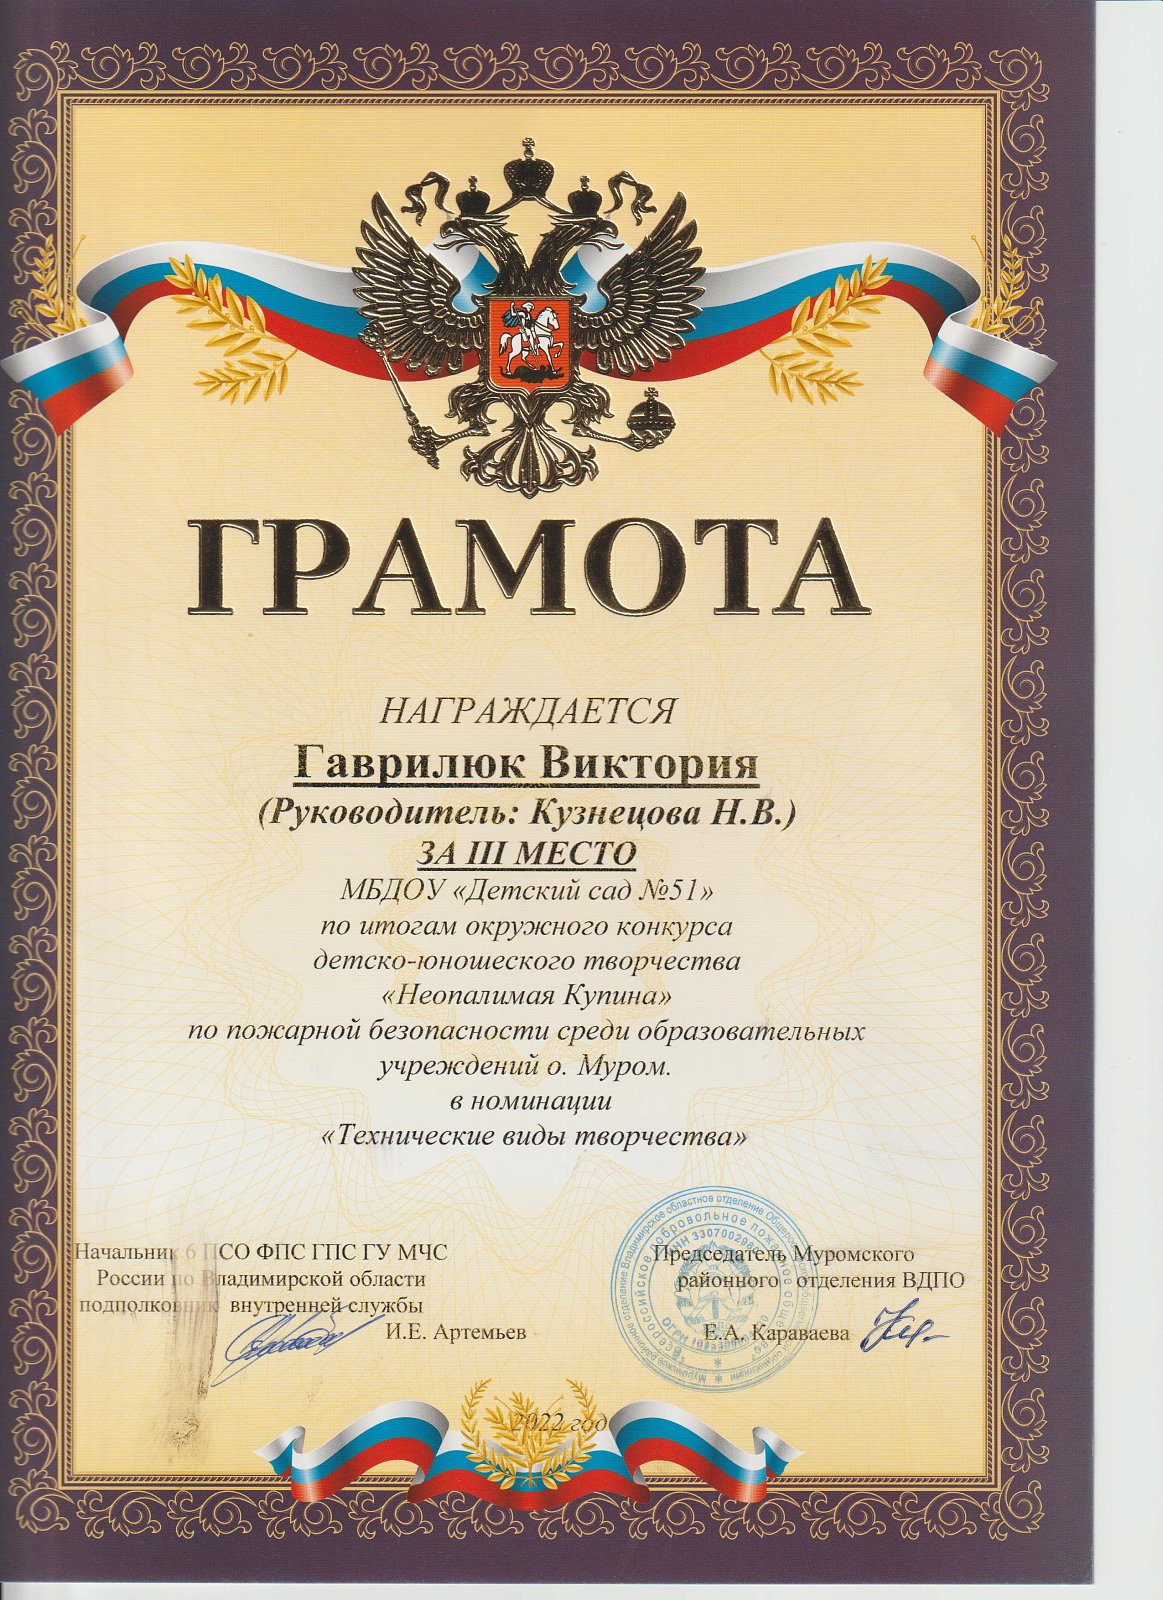 ГРАМОТА
НАГРАЖДАЕТСЯ
Гаврилюк Виктория
(Руководитель: Кузнецова Н.В.)
ЗА III МЕСТО
МБДОУ «Детский сад №51»
по итогам окружного конкурса
детско-юношеского творчества
«Неопалимая Купина»
по пожарной безопасности среди образовательных
учреждений о. Муром.
в номинации
«Технические виды творчества»
Начальник 6 ПСО ФПС ГПС ГУ МЧС
России по Владимирской области
подполковник внутренней службы
И.Е. Артемьев
Председатель Муромского
районного отделения ВДПО
Е.А. Караваева
2022 год